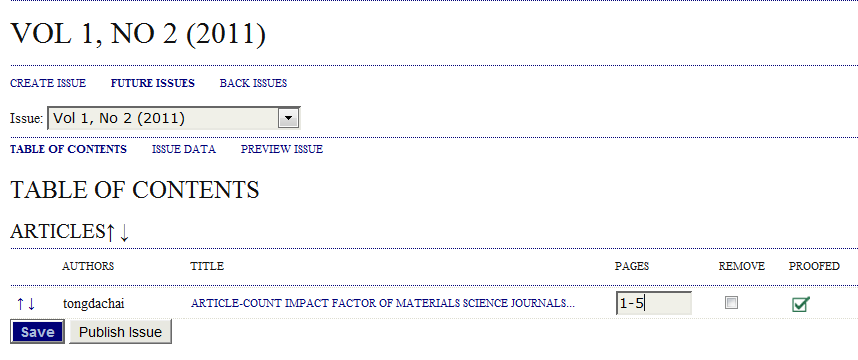 VOL 1, NO 2 (2011)
CREATE ISSUE FUTURE ISSUES BACK ISSUES
Issue: Vol 1, No 2 (2011)
TABLE OF CONTENTS ISSUE DATA PREVIEW ISSUE
TABLE OF CONTENTS
ARTICLES↑↓
AUTHORS TITLE PAGES REMOVE PROOFED
↑↓ tongdachai ARTICLE-COUNT IMPACT FACTOR OF MATERIALS SCIENCE JOURNALS... 1-5
Save Publish Issue